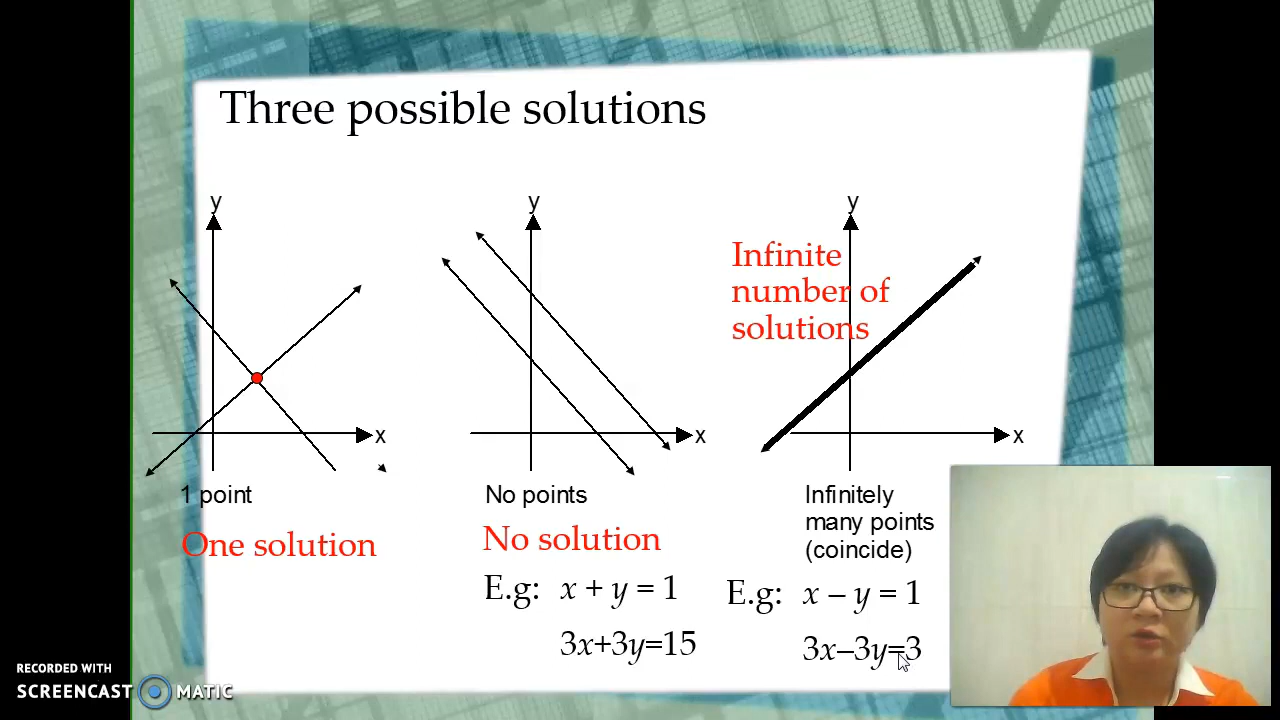 Three possible solutions
y
x
1 point
One solution
y
x
No points
No solution
E.g: x + y = 1
3x+3y=15
y
Infinite
number of
solutions
x
Infinitely
many points
(coincide)
E.g: x – y = 1
3x–3y=3
RECORDED WITH
SCREENCAST MATIC